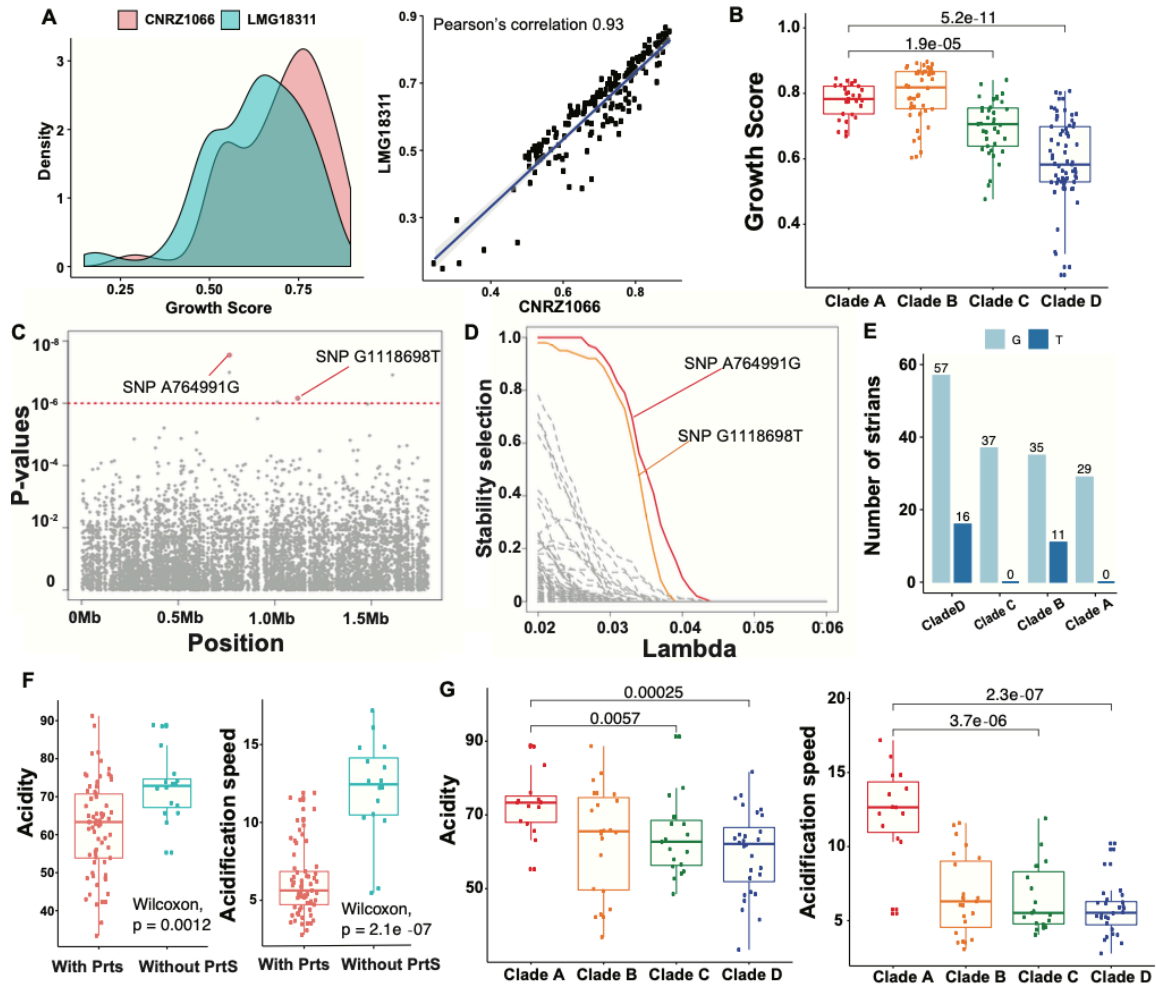 A
CNRZ1066
LMG18311
3
2
1
0
Density
0.25
0.50
0.75
Growth Score
Pearson's correlation 0.93
0.9
0.7
0.5
0.3
LMG18311
0.4
0.6
0.8
CNRZ1066
B
5.2e-11
1.9e-05
1.0
0.8
0.6
0.4
Growth Score
Clade A
Clade B
Clade C
Clade D
C
10-8
10-6
10-4
10-2
0
P-values
SNP A764991G
SNP G1118698T
0Mb
0.5Mb
1.0Mb
1.5Mb
Position
D
1.0
0.8
0.6
0.4
0.2
0
Stability selection
SNP A764991G
SNP G1118698T
0.02
0.03
0.04
0.05
0.06
Lambda
E
G
T
60
40
20
0
Number of strians
57
16
37
0
35
11
29
0
CladeD
Clade C
Clade B
Clade A
F
90
80
70
60
50
40
Acidity
Wilcoxon,
p = 0.0012
With Prts
Without PrtS
15
10
5
Acidification speed
Wilcoxon,
p = 2.1e -07
With Prts
Without PrtS
G
0.00025
0.0057
90
70
50
Acidity
Clade A
Clade B
Clade C
Clade D
2.3e-07
3.7e-06
20
15
10
5
Acidification speed
Clade A
Clade B
Clade C
Clade D